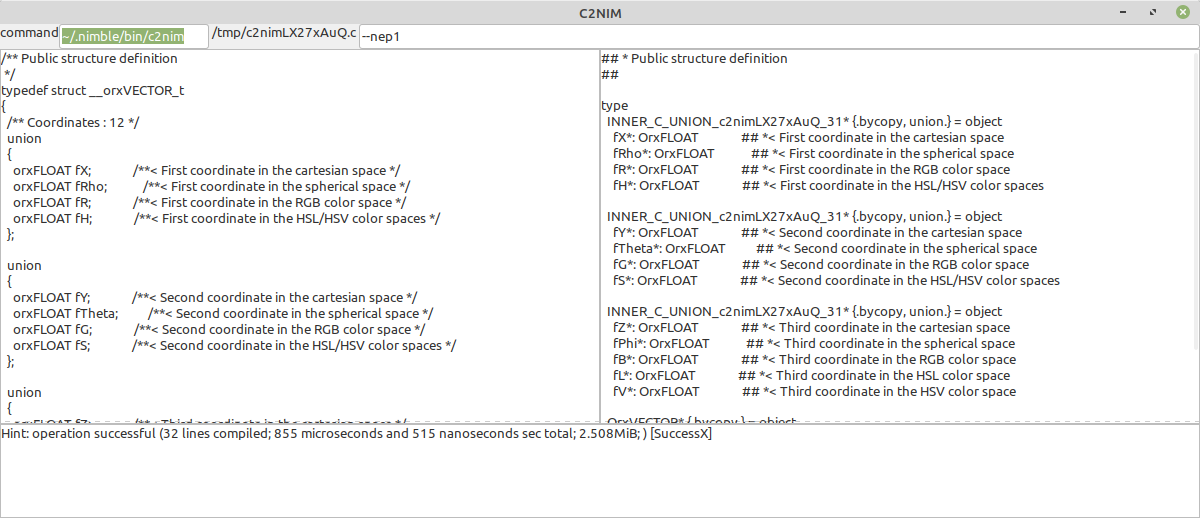 C2NIM
command ~/.nimble/bin/c2nim /tmp/c2nimLX27xAuQ.c --nep1
/** Public structure definition
*/
typedef struct __orxVECTOR_t
{
/** Coordinates : 12 */
union
{
orxFLOAT fX; /**< First coordinate in the cartesian space */
orxFLOAT fRho; /**< First coordinate in the spherical space */
orxFLOAT fR; /**< First coordinate in the RGB color space */
orxFLOAT fH; /**< First coordinate in the HSL/HSV color spaces */
};
union
{
orxFLOAT fY; /**< Second coordinate in the cartesian space */
orxFLOAT fTheta; /**< Second coordinate in the spherical space */
orxFLOAT fG; /**< Second coordinate in the RGB color space */
orxFLOAT fS; /**< Second coordinate in the HSL/HSV color spaces */
};
union
{
orxFLOAT fZ; /**< Third coordinate in the cartesian space */
## * Public structure definition
##
type
INNER_C_UNION_c2nimLX27xAuQ_31* {.bycopy, union.} = object
fX*: OrxFLOAT ## *< First coordinate in the cartesian space
fRho*: OrxFLOAT ## *< First coordinate in the spherical space
fR*: OrxFLOAT ## *< First coordinate in the RGB color space
fH*: OrxFLOAT ## *< First coordinate in the HSL/HSV color spaces
INNER_C_UNION_c2nimLX27xAuQ_31* {.bycopy, union.} = object
fY*: OrxFLOAT ## *< Second coordinate in the cartesian space
fTheta*: OrxFLOAT ## *< Second coordinate in the spherical space
fG*: OrxFLOAT ## *< Second coordinate in the RGB color space
fS*: OrxFLOAT ## *< Second coordinate in the HSL/HSV color spaces
INNER_C_UNION_c2nimLX27xAuQ_31* {.bycopy, union.} = object
fZ*: OrxFLOAT ## *< Third coordinate in the cartesian space
fPhi*: OrxFLOAT ## *< Third coordinate in the spherical space
fB*: OrxFLOAT ## *< Third coordinate in the RGB color space
fL*: OrxFLOAT ## *< Third coordinate in the HSL color space
fV*: OrxFLOAT ## *< Third coordinate in the HSV color space
OrxVECTOR* {.bycopy.} = object
Hint: operation successful (32 lines compiled; 855 microseconds and 515 nanoseconds sec total; 2.508MiB; ) [SuccessX]